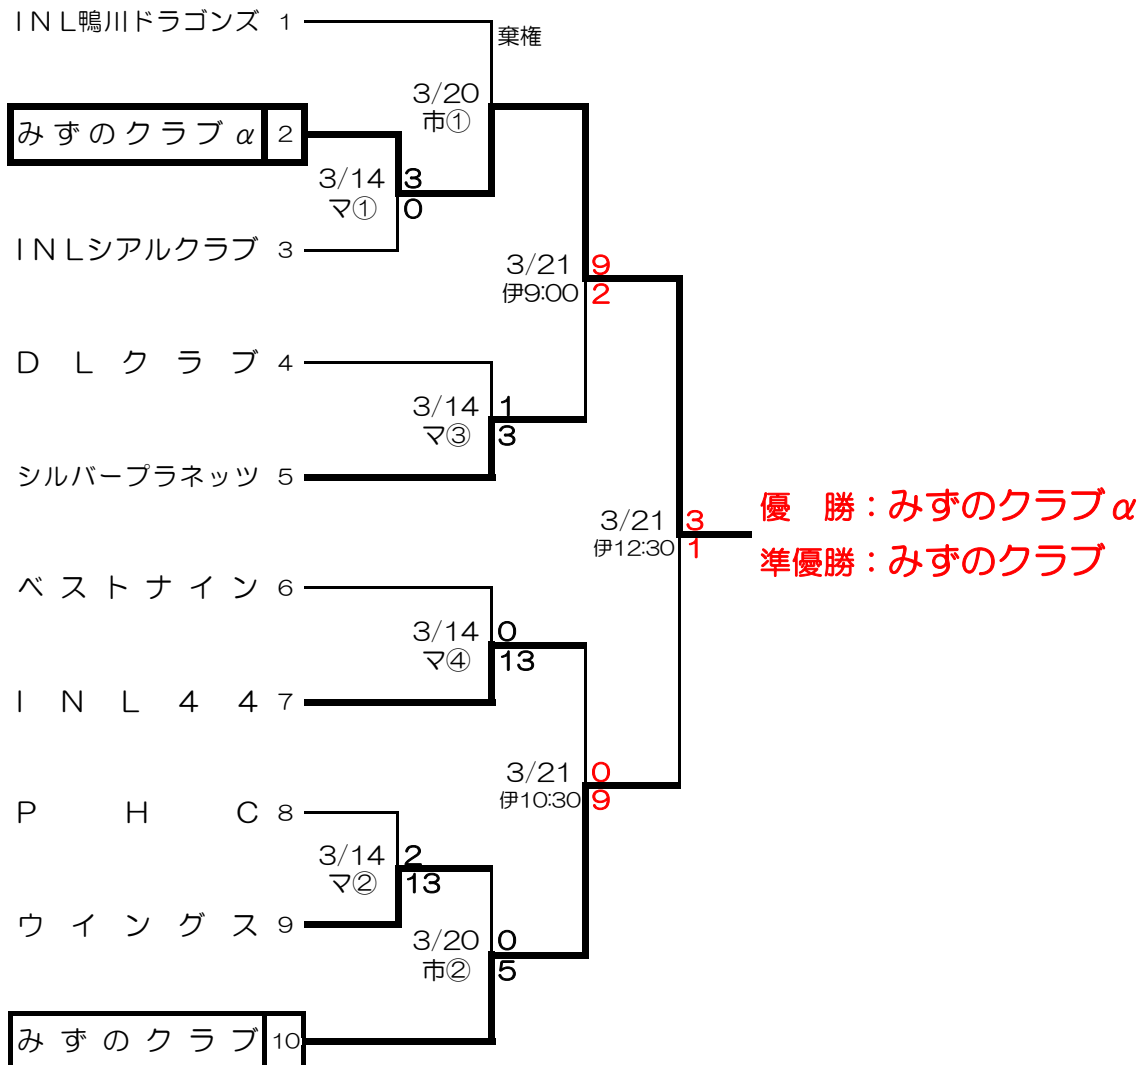 INL鴨川ドラゴンズ 1
棄権
3/20
市①
みずのクラブα 2
3/14 3
マ① 0
INLシアルクラブ 3
3/21 9
伊9:00 2
DLクラブ 4
3/14 1
マ③ 3
シルバープラネッツ 5
優 勝：みずのクラブα
3/21 3
伊12:30 1
準優勝：みずのクラブ
ベストナイン 6
3/14 0
マ④ 13
INL44 7
3/21 0
伊10:30 9
PHC 8
3/14 2
マ② 13
ウイングス 9
3/20 0
市② 5
みずのクラブ 10